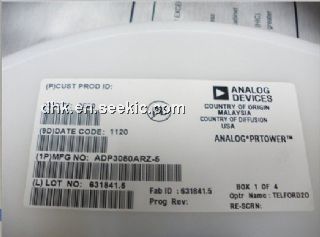 (P)CUST PROD ID:
ANALOG
DEVICES
COUNTRY OF ORIGIN
MALAYSIA
COUNTRY OF DIFFUSION
USA
dhk.seekic.com
(9D)DATE CODE: 1120
ANALOG*PRTOWER™
(1P)MFG NO: ADP3050ARZ-5
(L) LOT NO: 631841.5
Fab ID : 631841.5
Prog Rev:
BOX 1 OF 4
Optr Name : TELFORD20
RE-SCRN: